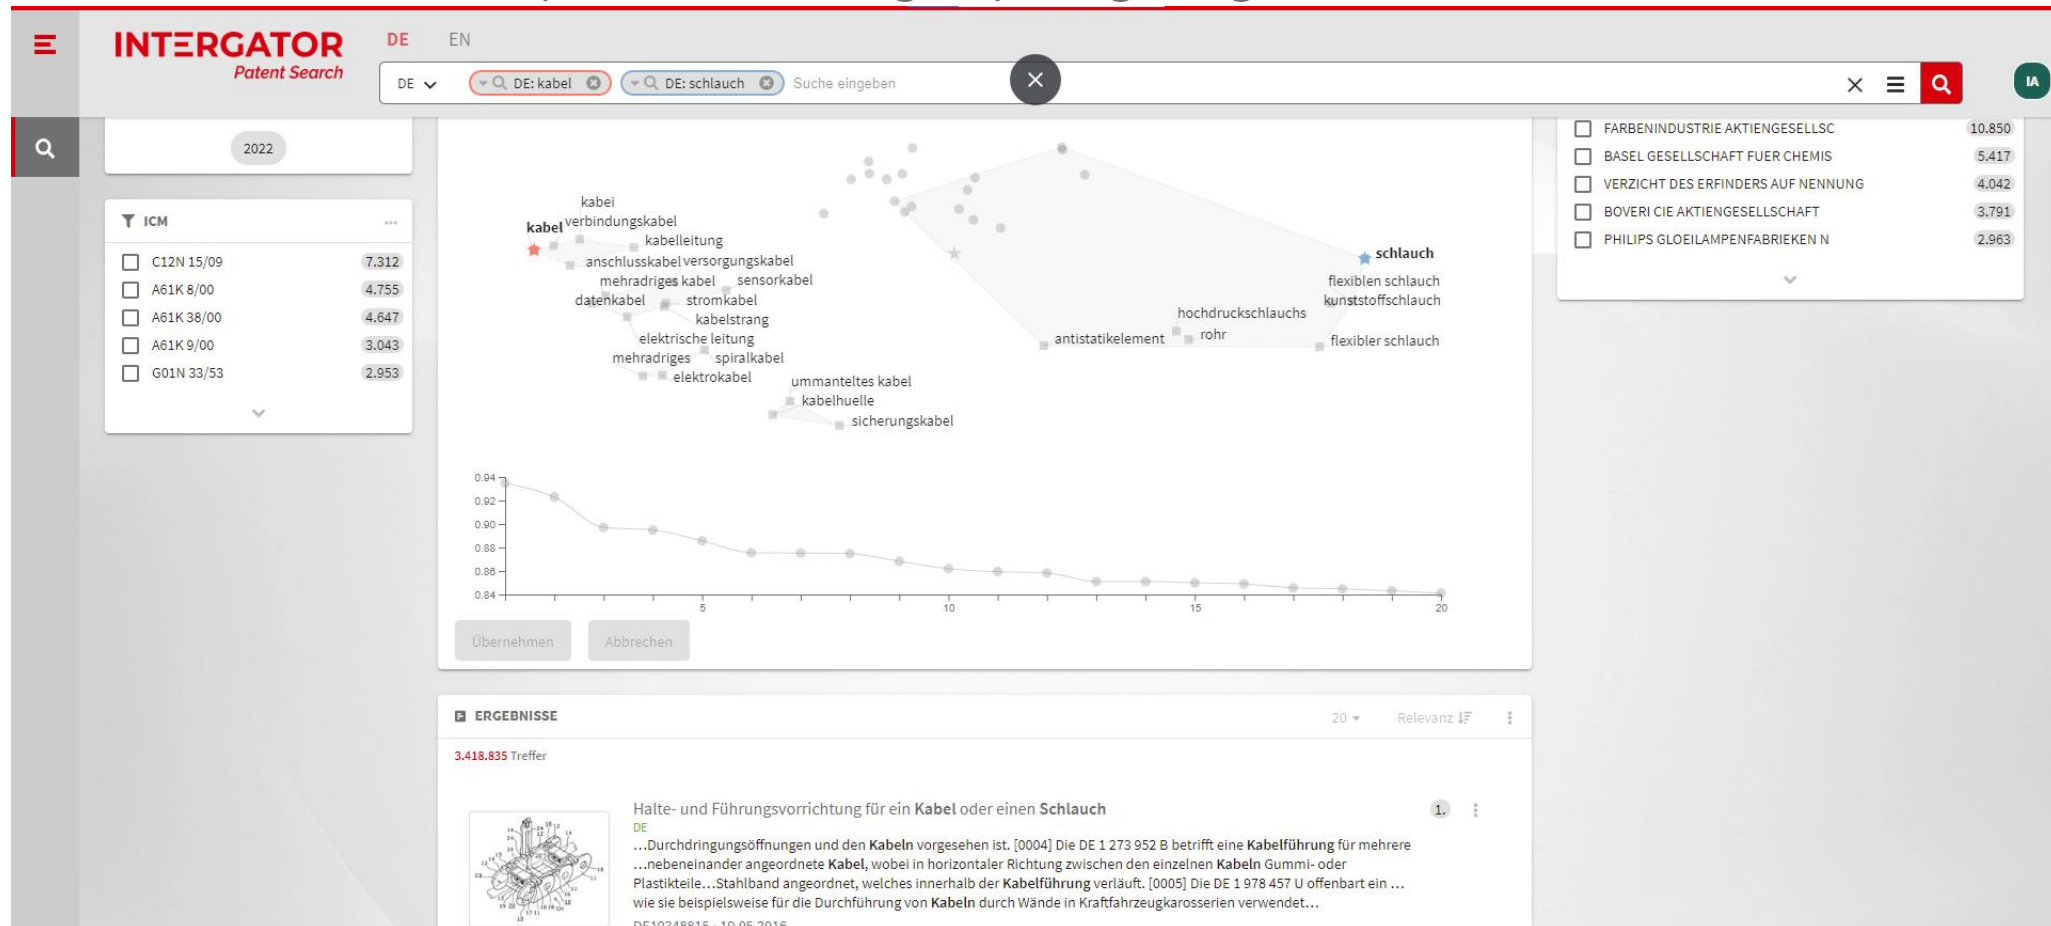 INTERGATOR
Patent Search
DE EN
DE DE: kabel DE: schlauch Suche eingeben
IA
2022
ICM
C12N 15/09 7.312
A61K 8/00 4.755
A61K 38/00 4.647
A61K 9/00 3.043
G01N 33/53 2.953
kabei
kabel verbindungskabel
kabelleitung
anschlusskabel versorgungskabel
mehradriges kabel sensorkabel
datenkabel stromkabel
kabelstrang
elektrische leitung
mehradriges spiralkabel
elektrokabel
ummanteltes kabel
kabelhuelle
sicherungskabel
schlauch
flexiblen schlauch
kunststoffschlauch
hochdruckschlauchs
antistatikelement rohr
flexibler schlauch
0.94
0.92
0.90
0.88
0.86
0.84
5 10 15 20
Übernehmen Abbrechen
FARBENINDUSTRIE AKTIENGESELLSC 10.850
BASEL GESELLSCHAFT FUER CHEMIS 5.417
VERZICHT DES ERFINDERS AUF NENNUNG 4.042
BOVERI CIE AKTIENGESELLSCHAFT 3.791
PHILIPS GLOEILAMPENFABRIEKEN N 2.963
ERGEBNISSE 20 Relevanz
3.418.835 Treffer
Halte- und Führungsvorrichtung für ein Kabel oder einen Schlauch 1.
DE
...Durchdringungsöffnungen und den Kabeln vorgesehen ist. [0004] Die DE 1 273 952 B betrifft eine Kabelführung für mehrere
...nebeneinander angeordnete Kabel, wobei in horizontaler Richtung zwischen den einzelnen Kabeln Gummi- oder
Plastikteile...Stahlband angeordnet, welches innerhalb der Kabelführung verläuft. [0005] Die DE 1 978 457 U offenbart ein ...
wie sie beispielsweise für die Durchführung von Kabeln durch Wände in Kraftfahrzeugkarosserien verwendet...
DE10348815 - 19.05.2016